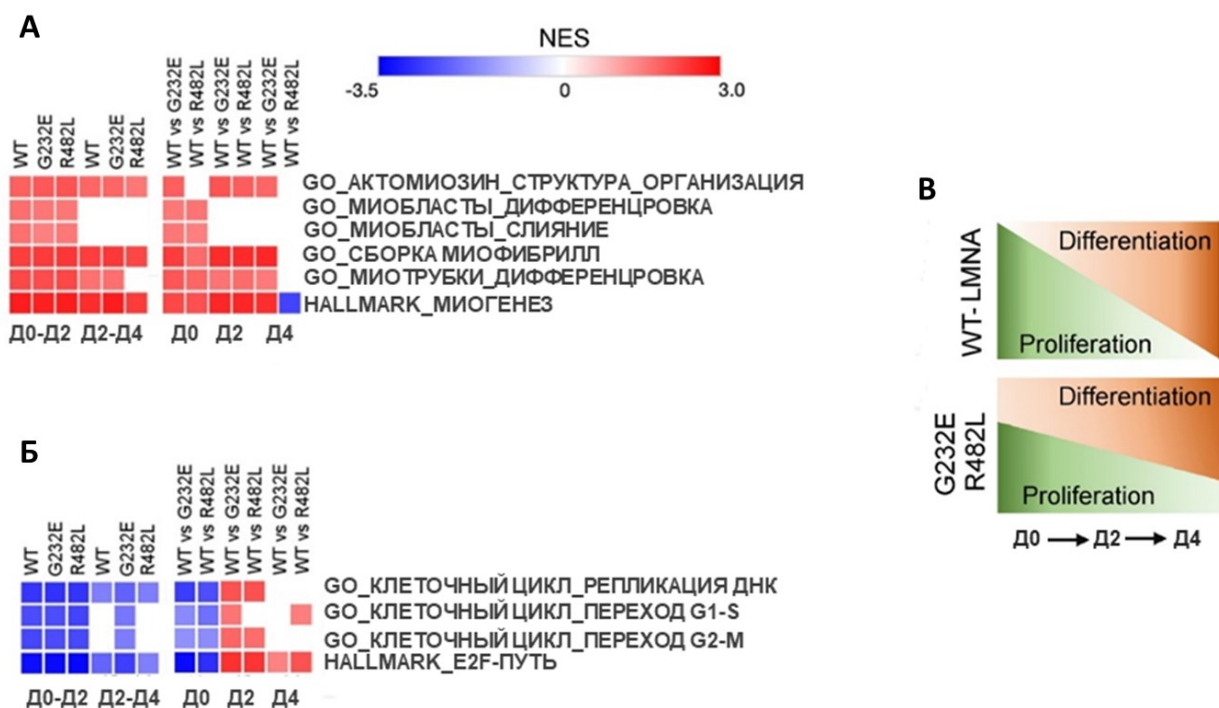 А
NES
-3.5 0 3.0
WT G232E R482L WT G232E R482L
WT vs G232E WT vs R482L WT vs G232E WT vs R482L WT vs G232E WT vs R482L
GO_АКТОМИОЗИН_СТРУКТУРА_ОРГАНИЗАЦИЯ
GO_МИОБЛАСТЫ_ДИФФЕРЕНЦРОВКА
GO_МИОБЛАСТЫ_СЛИЯНИЕ
GO_СБОРКА МИОФИБРИЛЛ
GO_МИОТРУБКИ_ДИФФЕРЕНЦРОВКА
HALLMARK_МИОГЕНЕЗ
Д0-Д2 Д2-Д4 Д0 Д2 Д4
Б
WT G232E R482L WT G232E R482L
WT vs G232E WT vs R482L WT vs G232E WT vs R482L WT vs G232E WT vs R482L
GO_КЛЕТОЧНЫЙ ЦИКЛ_РЕПЛИКАЦИЯ ДНК
GO_КЛЕТОЧНЫЙ ЦИКЛ_ПЕРЕХОД G1-S
GO_КЛЕТОЧНЫЙ ЦИКЛ_ПЕРЕХОД G2-M
HALLMARK_E2F-ПУТЬ
Д0-Д2 Д2-Д4 Д0 Д2 Д4
В
WT- LMNA
Differentiation
Proliferation
G232E
R482L
Differentiation
Proliferation
Д0 → Д2 → Д4